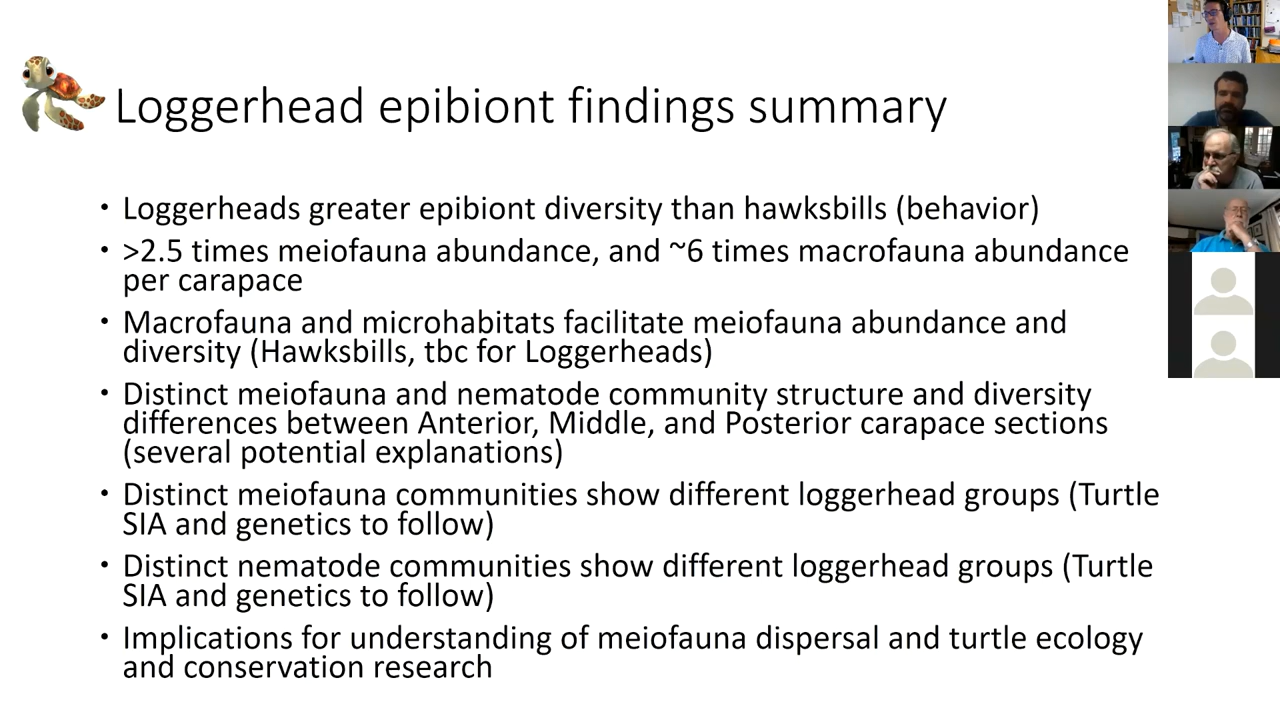 Loggerhead epibiont findings summary
• Loggerheads greater epibiont diversity than hawksbills (behavior)
• >2.5 times meiofauna abundance, and ~6 times macrofauna abundance
per carapace
• Macrofauna and microhabitats facilitate meiofauna abundance and
diversity (Hawksbills, tbc for Loggerheads)
• Distinct meiofauna and nematode community structure and diversity
differences between Anterior, Middle, and Posterior carapace sections
(several potential explanations)
• Distinct meiofauna communities show different loggerhead groups (Turtle
SIA and genetics to follow)
• Distinct nematode communities show different loggerhead groups (Turtle
SIA and genetics to follow)
• Implications for understanding of meiofauna dispersal and turtle ecology
and conservation research